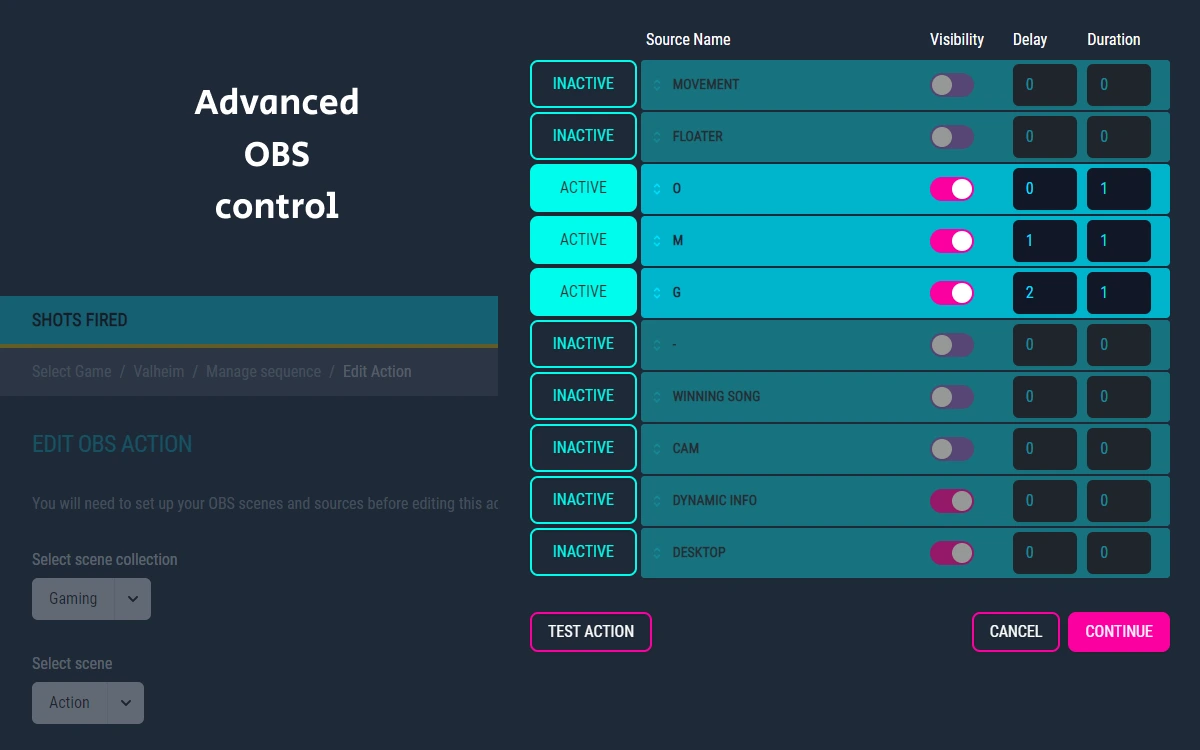 Advanced
OBS
control
SHOTS FIRED
Select Game / Valheim / Manage sequence / Edit Action
EDIT OBS ACTION
You will need to set up your OBS scenes and sources before editing this ac
Select scene collection
Gaming
Select scene
Action
Source Name Visibility Delay Duration
INACTIVE MOVEMENT 0 0
INACTIVE FLOATER 0 0
ACTIVE O 0 1
ACTIVE M 1 1
ACTIVE G 2 1
INACTIVE - 0 0
INACTIVE WINNING SONG 0 0
INACTIVE CAM 0 0
INACTIVE DYNAMIC INFO 0 0
INACTIVE DESKTOP 0 0
TEST ACTION CANCEL CONTINUE